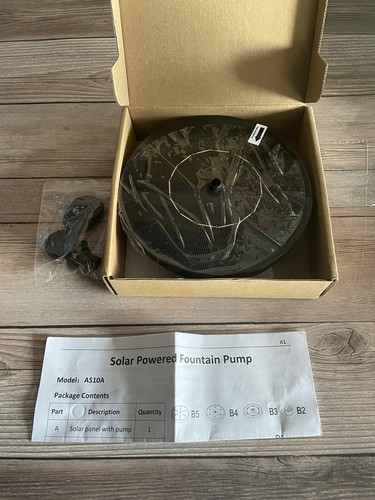 A1
Solar Powered Fountain Pump
Model: AS10A
Package Contents
Part Description Quantity
B5 B4 B3 B2
A Solar panel with pump 1